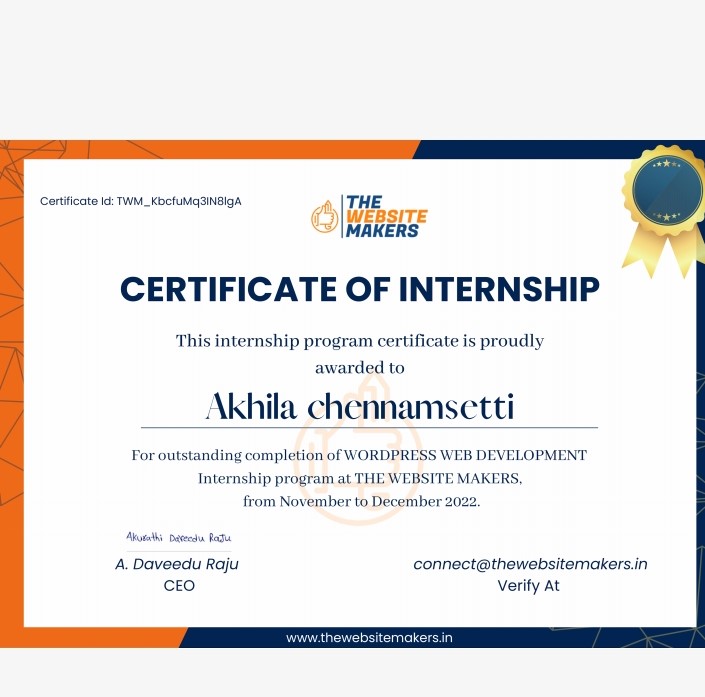 Certificate Id: TWM_KbcfuMq3IN8IgA
THE
WEBSITE
MAKERS
CERTIFICATE OF INTERNSHIP
This internship program certificate is proudly
awarded to
Akhila chennamsetti
For outstanding completion of WORDPRESS WEB DEVELOPMENT
Internship program at THE WEBSITE MAKERS,
from November to December 2022.
Akurathi Daveedu Raju
A. Daveedu Raju
CEO
connect@thewebsitemakers.in
Verify At
www.thewebsitemakers.in